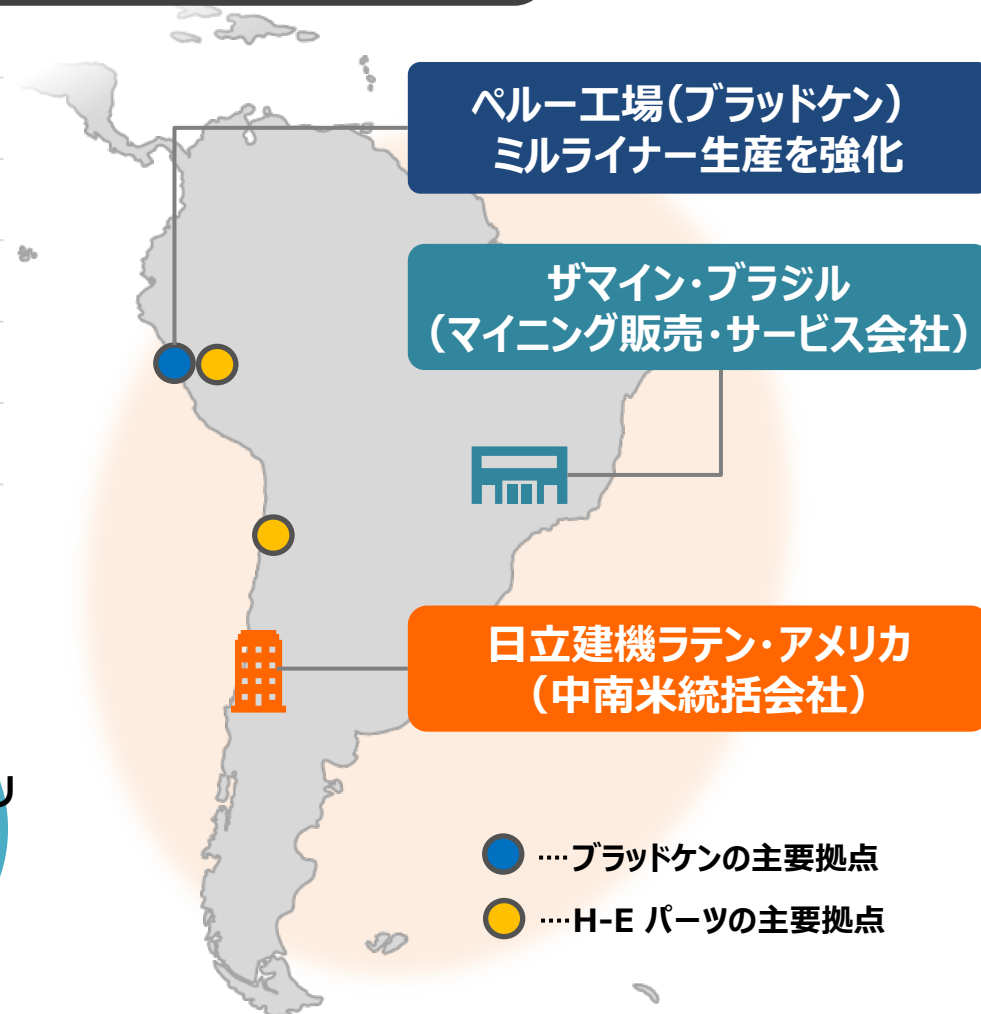 ペルー工場(ブラッドケン)
ミルライナー生産を強化
ザマイン・ブラジル
(マイニング販売・サービス会社)
日立建機ラテン・アメリカ
(中南米統括会社)
リ
····ブラッドケンの主要拠点
····H-E パーツの主要拠点